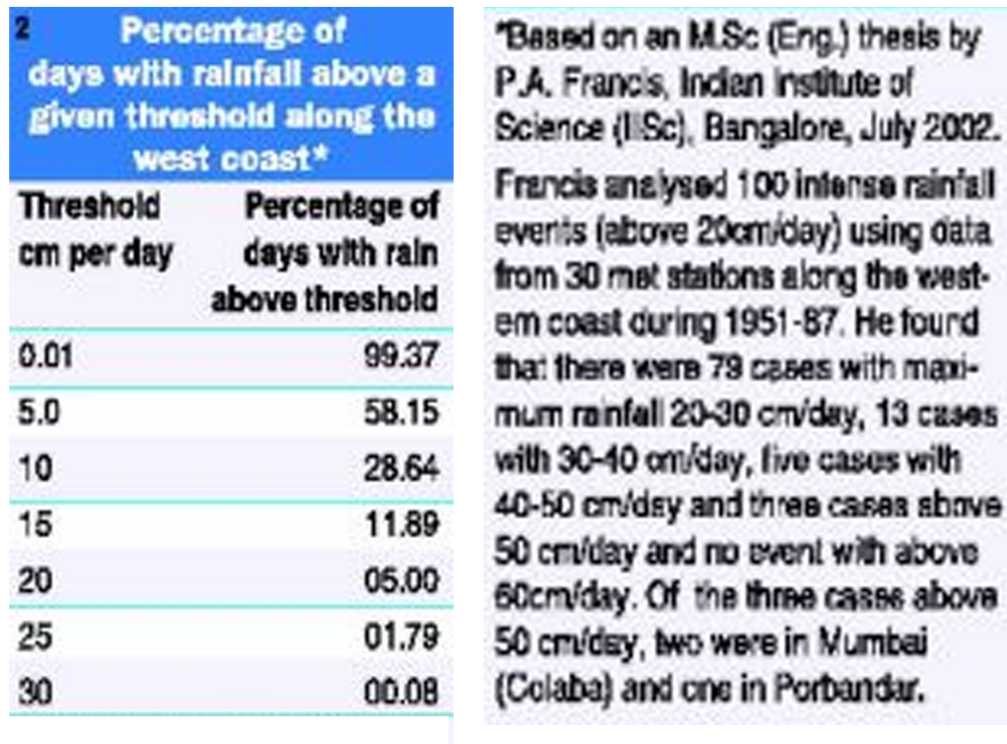 2
Percentage of
days with rainfall above a
given threshold along the
west coast*
Threshold Percentage of
cm per day days with rain
above threshold
0.01 99.37
5.0 58.15
10 28.64
15 11.89
20 05.00
25 01.79
30 00.08
*Based on an M.Sc (Eng.) thesis by
P.A. Francis, Indian Institute of
Science (IISc), Bangalore, July 2002.
Francis analysed 100 intense rainfall
events (above 20cm/day) using data
from 30 met stations along the west-
ern coast during 1951-87. He found
that there were 79 cases with maxi-
mum rainfall 20-30 cm/day, 13 cases
with 30-40 cm/day, five cases with
40-50 cm/day and three cases above
50 cm/day and no event with above
60cm/day. Of the three cases above
50 cm/day, two were in Mumbai
(Colaba) and one in Porbandar.